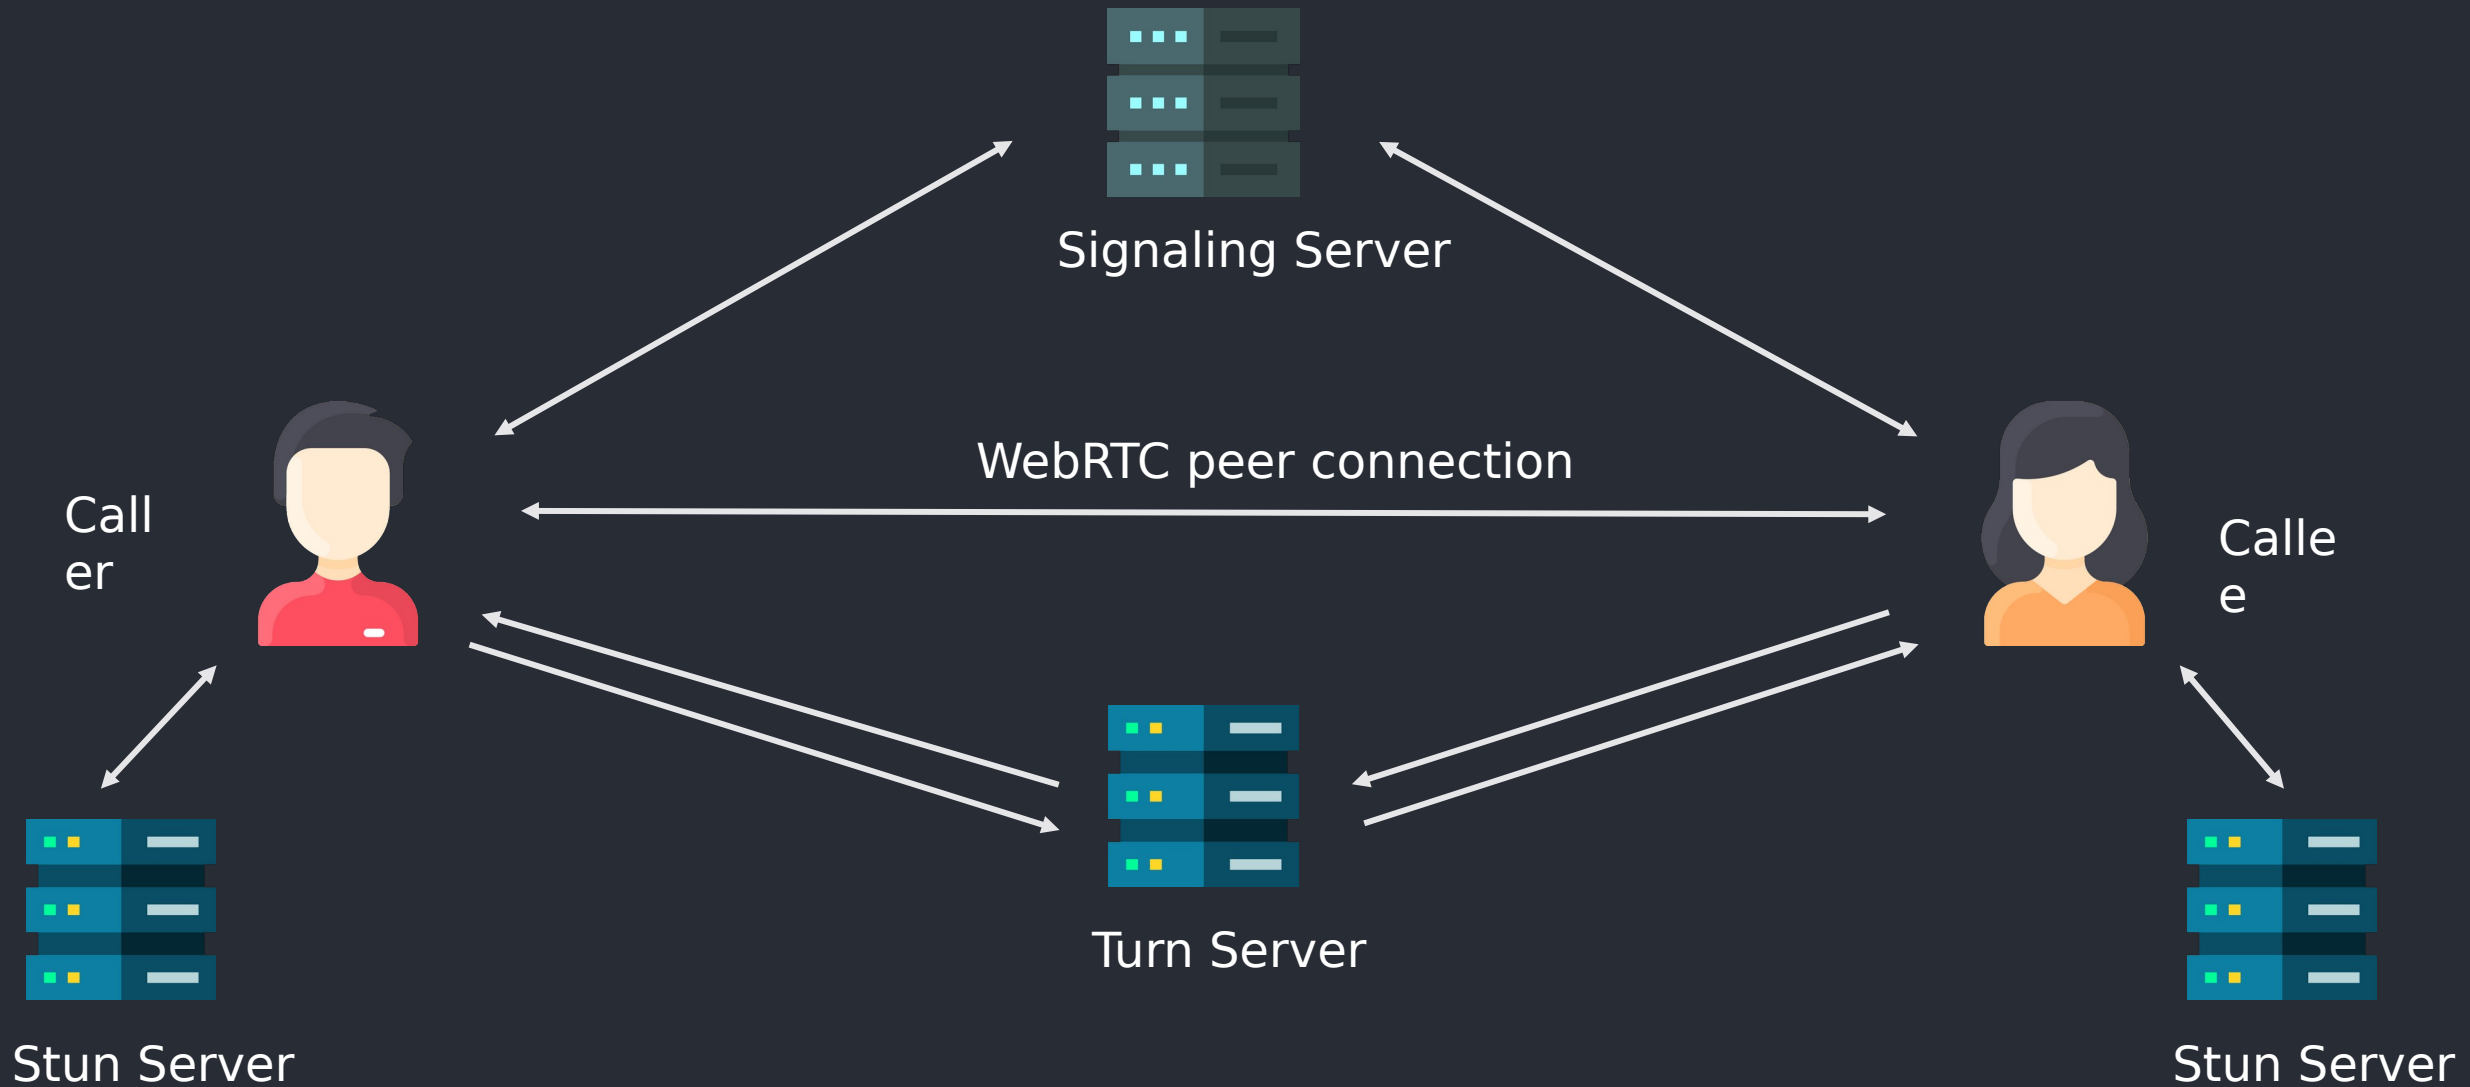 Signaling Server
WebRTC peer connection
Call
er
Calle
e
Turn Server
Stun Server
Stun Server